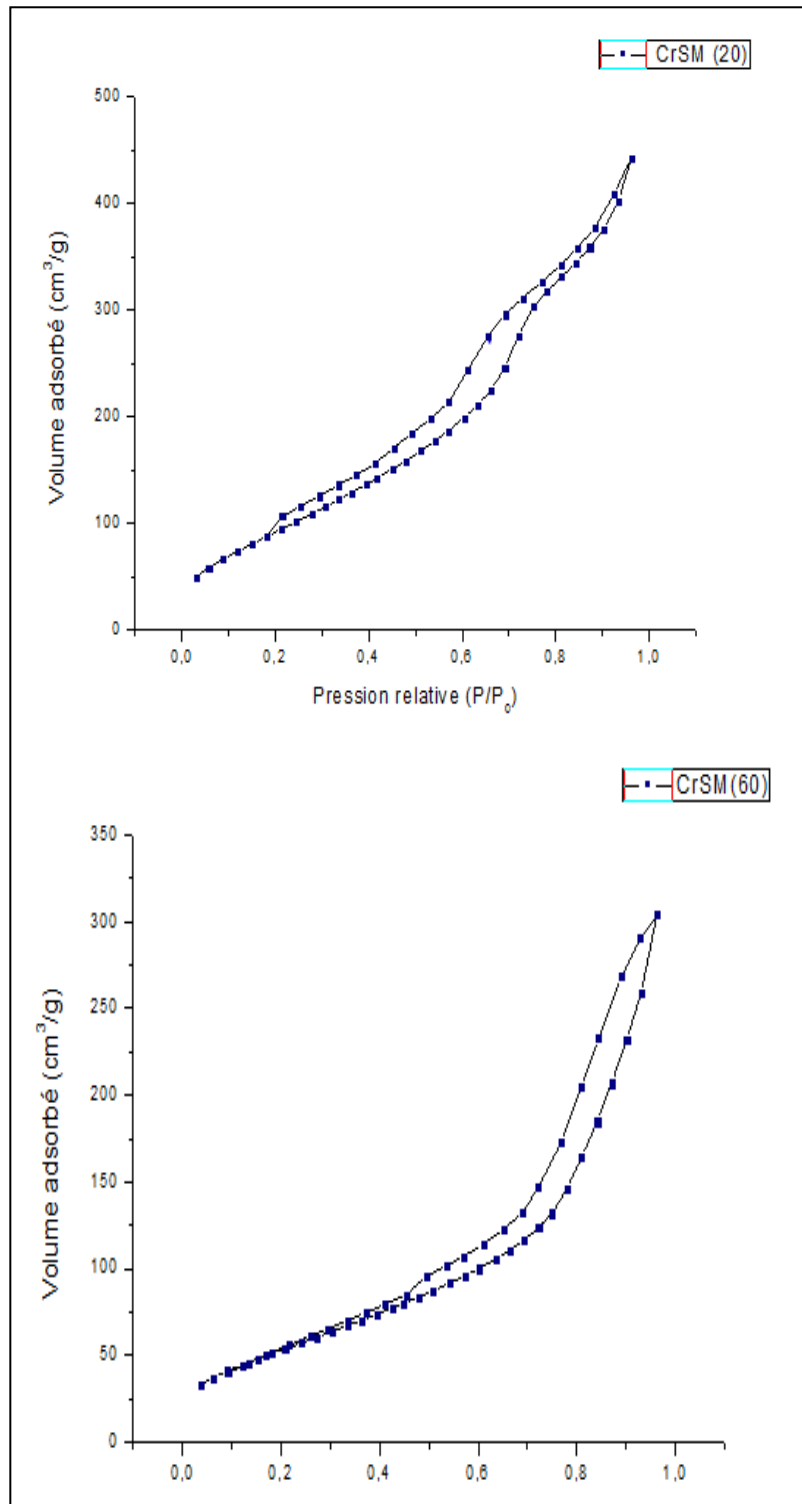 CrSM (20)
500
400
300
200
100
0
Volume adsorbé (cm³/g)
0,0 0,2 0,4 0,6 0,8 1,0
Pression relative (P/P₀)
CrSM(60)
350
300
250
200
150
100
50
0
Volume adsorbé (cm³/g)
0,0 0,2 0,4 0,6 0,8 1,0